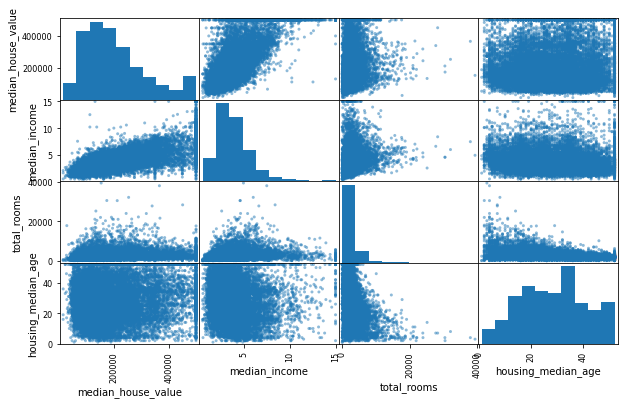 median_house_value
400000
200000
median_income
15
10
5
total_rooms
40000
20000
0
housing_median_age
40
20
0
200000
400000
median_house_value
5
10
15
median_income
0
20000
40000
total_rooms
0
20
40
housing_median_age